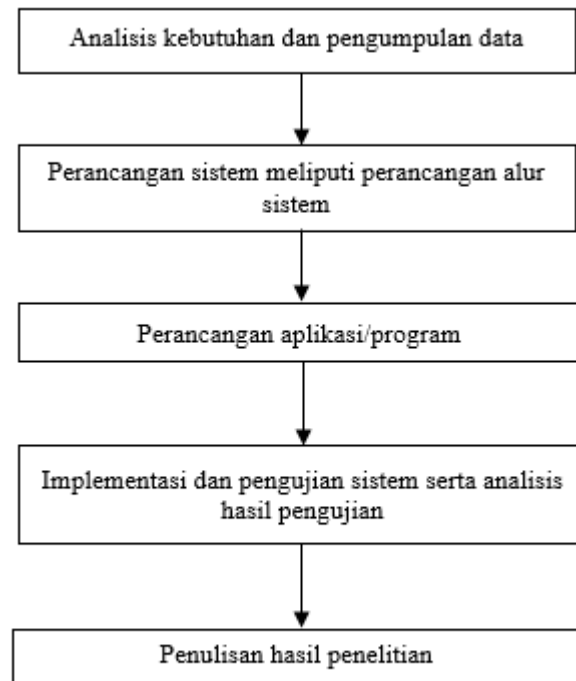 Analisis kebutuhan dan pengumpulan data
Perancangan sistem meliputi perancangan alur
sistem
Perancangan aplikasi/program
Implementasi dan pengujian sistem serta analisis
hasil pengujian
Penulisan hasil penelitian